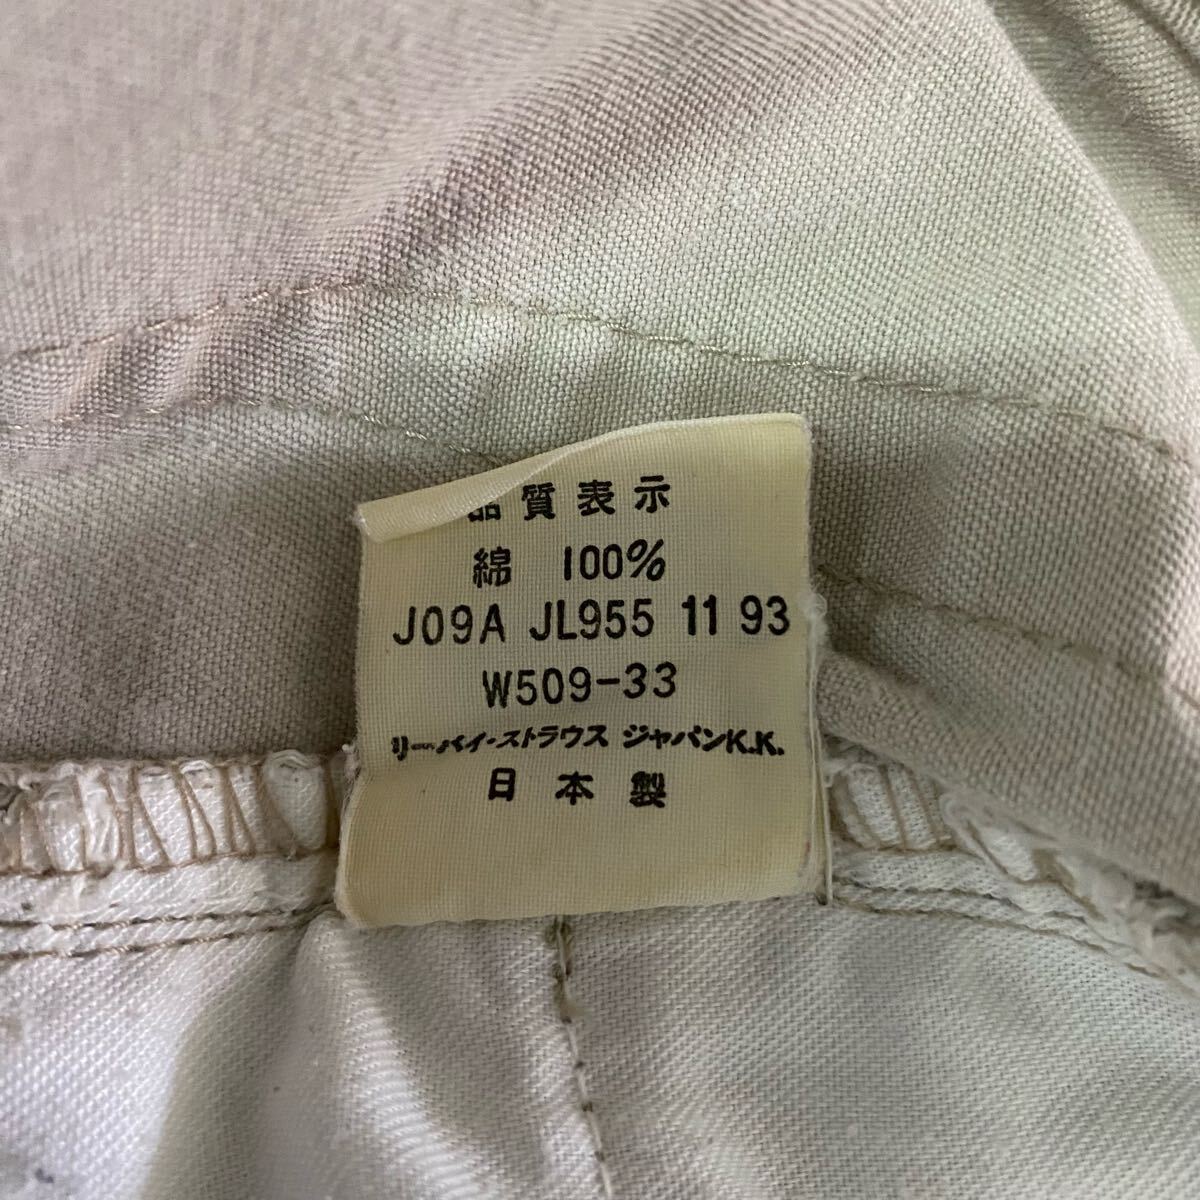 品質表示
綿 100%
J09A JL955 11 93
W509-33
リーバイ・ストラウス ジャパンK.K.
日本製